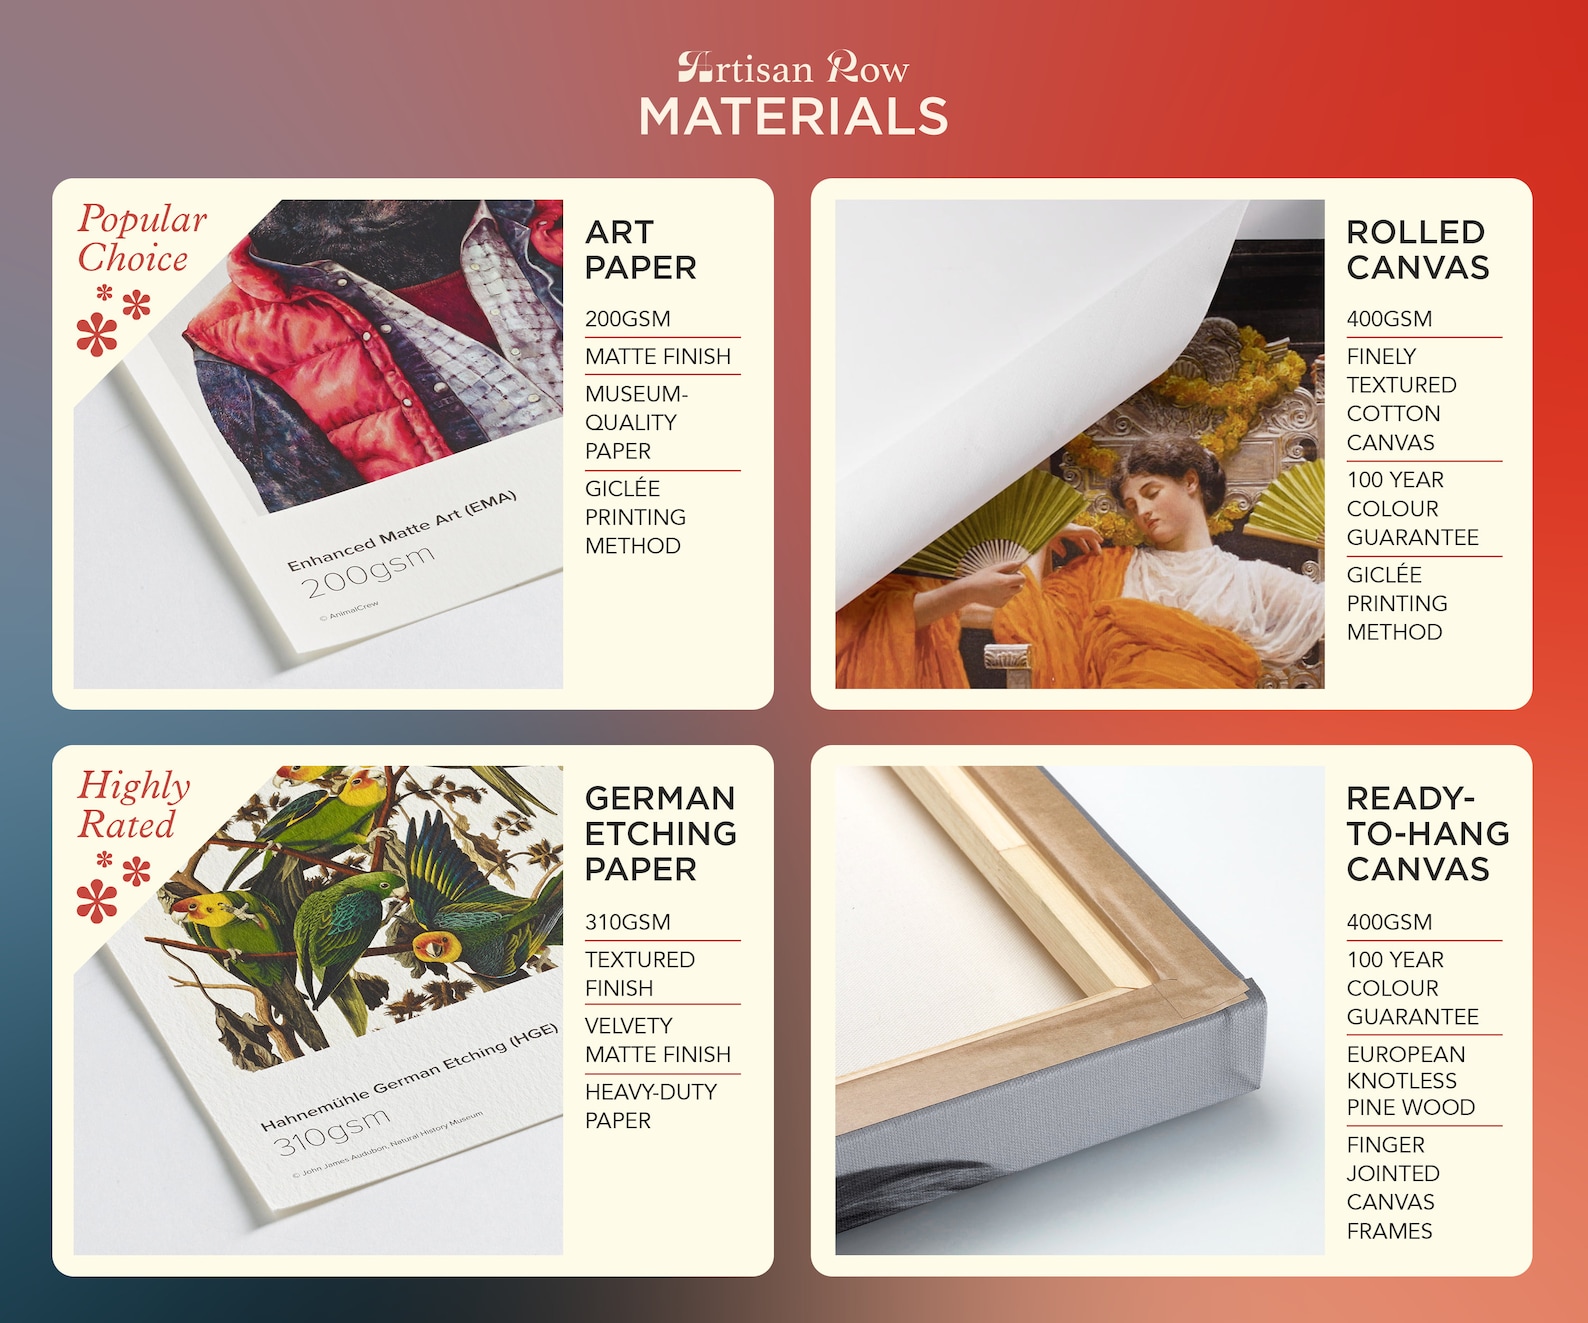 Artisan Row
MATERIALS
Popular
Choice
Enhanced Matte Art (EMA)
200gsm
© AnimalCrew
ART
PAPER
200GSM
MATTE FINISH
MUSEUM-
QUALITY
PAPER
GICLÉE
PRINTING
METHOD
ROLLED
CANVAS
400GSM
FINELY
TEXTURED
COTTON
CANVAS
100 YEAR
COLOUR
GUARANTEE
GICLÉE
PRINTING
METHOD
Highly
Rated
Hahnemühle German Etching (HGE)
310gsm
© John James Audubon, Natural History Museum
GERMAN
ETCHING
PAPER
310GSM
TEXTURED
FINISH
VELVETY
MATTE FINISH
HEAVY-DUTY
PAPER
READY-
TO-HANG
CANVAS
400GSM
100 YEAR
COLOUR
GUARANTEE
EUROPEAN
KNOTLESS
PINE WOOD
FINGER
JOINTED
CANVAS
FRAMES